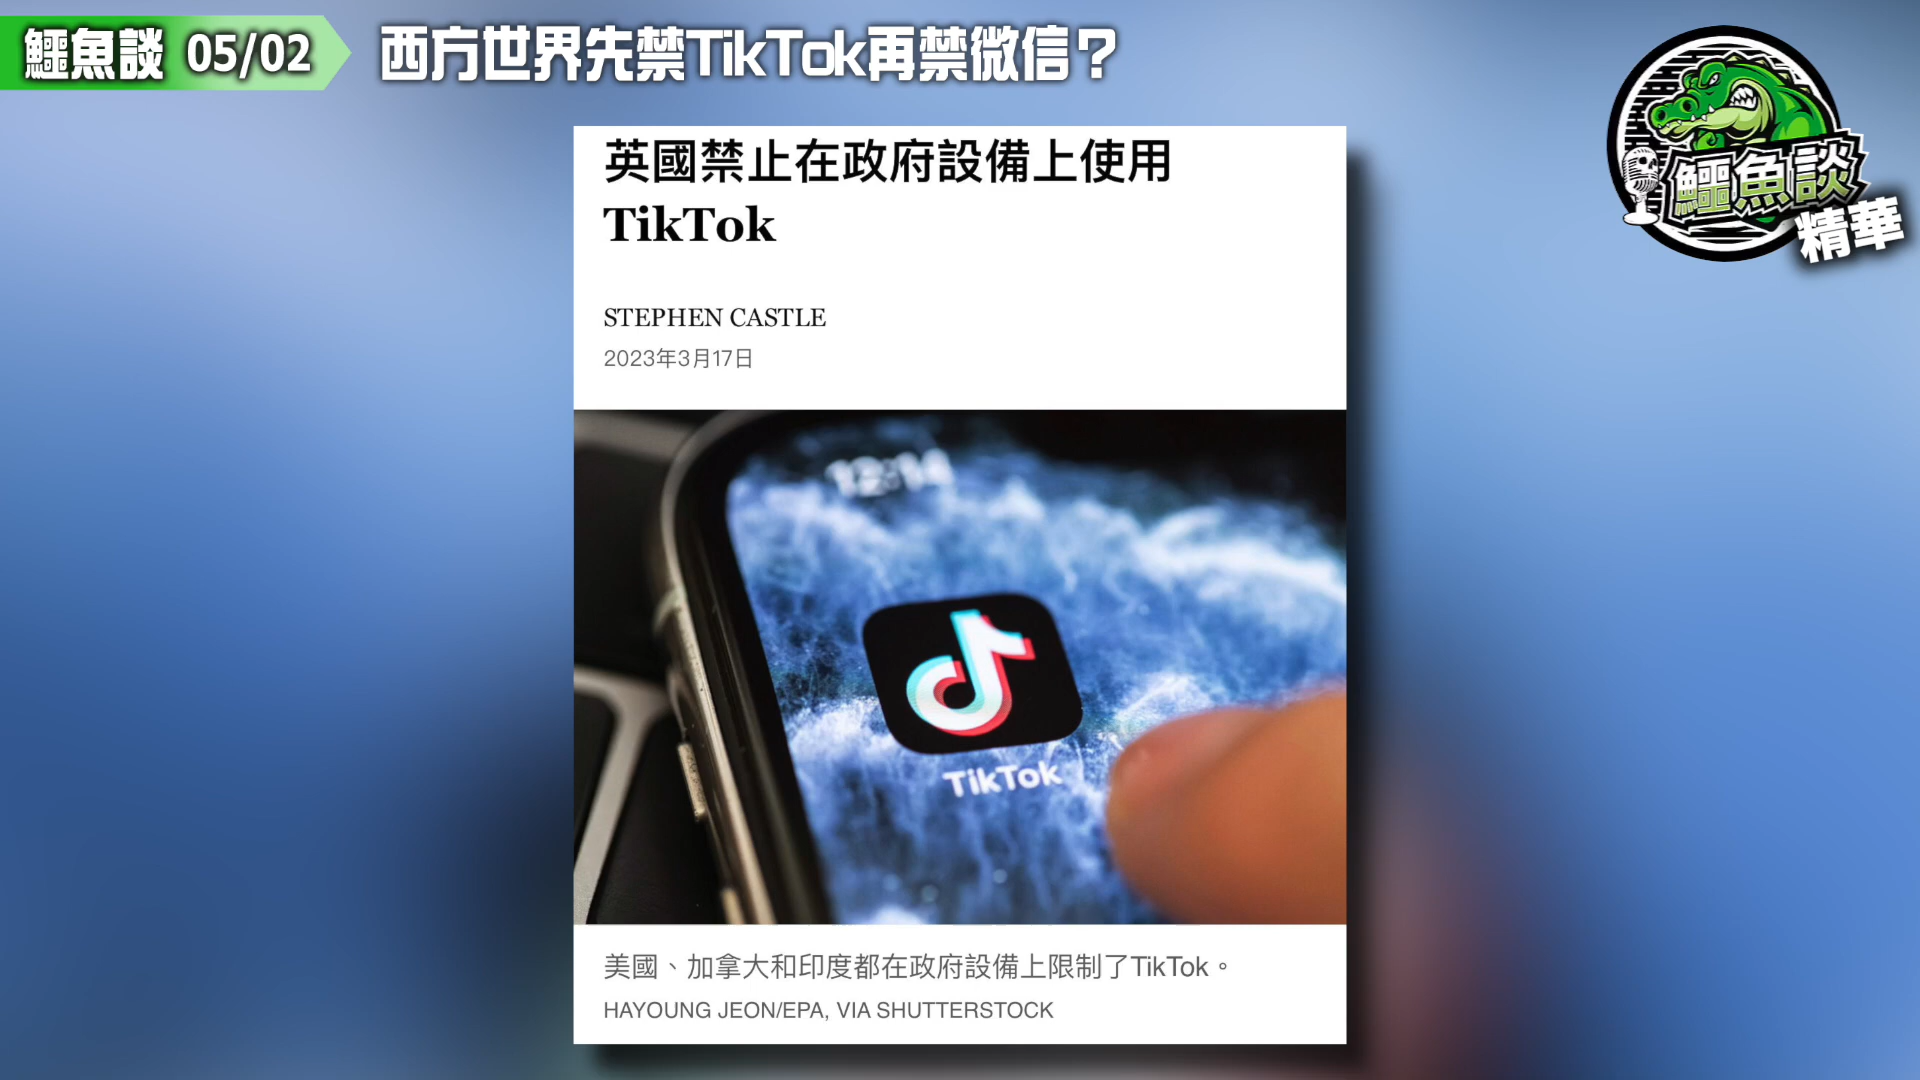 鱷魚談 05/02 西方世界先禁TikTok再禁微信？
鱷魚談
精華
英國禁止在政府設備上使用
TikTok
STEPHEN CASTLE
2023年3月17日
12:14
TikTok
美國、加拿大和印度都在政府設備上限制了TikTok。
HAYOUNG JEON/EPA, VIA SHUTTERSTOCK